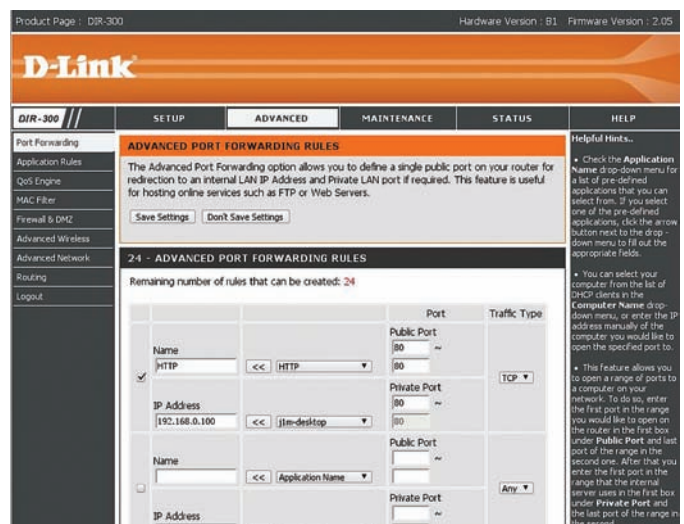 Product Page : DIR-300
Hardware Version : B1 Firmware Version : 2.05
D-Link
DIR-300
SETUP
ADVANCED
MAINTENANCE
STATUS
HELP
Port Forwarding
Application Rules
QoS Engine
MAC Filter
Firewall & DMZ
Advanced Wireless
Advanced Network
Routing
Logout
ADVANCED PORT FORWARDING RULES
The Advanced Port Forwarding option allows you to define a single public port on your router for
redirection to an internal LAN IP Address and Private LAN port if required. This feature is useful
for hosting online services such as FTP or Web Servers.
Save Settings Don't Save Settings
24 - ADVANCED PORT FORWARDING RULES
Remaining number of rules that can be created: 24
Port Traffic Type
Name
HTTP << HTTP
Public Port
80 ~
80
TCP
IP Address
192.168.0.100 << j1m-desktop
Private Port
80 ~
80
Name
<< Application Name
Public Port
~
Any
IP Address
Private Port
~
Helpful Hints..
• Check the Application
Name drop-down menu for
a list of pre-defined
applications that you can
select from. If you select
one of the pre-defined
applications, click the arrow
button next to the drop -
down menu to fill out the
appropriate fields.
• You can select your
computer from the list of
DHCP clients in the
Computer Name drop-
down menu, or enter the IP
address manually of the
computer you would like to
open the specified port to.
• This feature allows you
to open a range of ports to
a computer on your
network. To do so, enter
the first port in the range
you would like to open on
the router in the first box
under Public Port and last
port of the range in the
second one. After that you
enter the first port in the
range that the internal
server uses in the first box
under Private Port and
the last port of the range in
the second